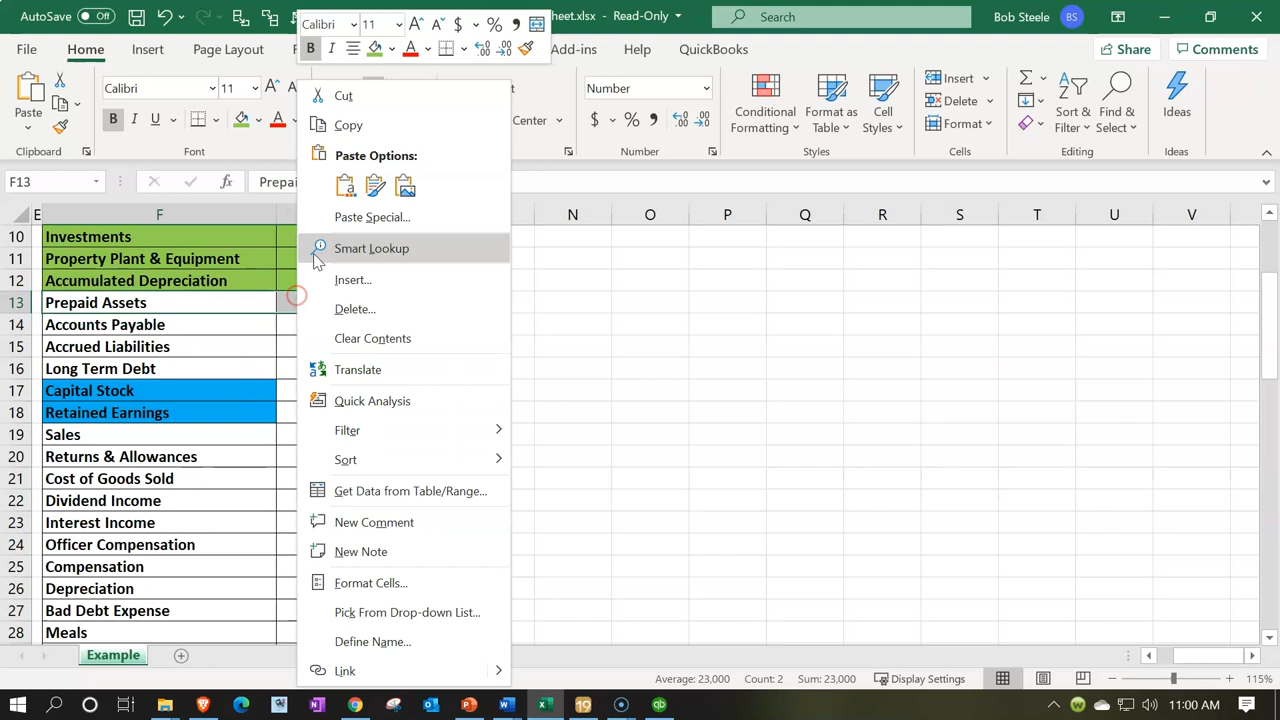 AutoSave Off
Calibri 11 $ % 9
heet.xlsx - Read-Only
Search
Bob Steele BS
File Home Insert Page Layout Add-ins Help QuickBooks Share Comments
B I
Paste
Clipboard
Calibri 11
B I U
Font
Center
Number
$ %
Number
Conditional Formatting
Format as Table
Cell Styles
Styles
Insert
Delete
Format
Cells
Sort & Filter
Find & Select
Editing
Ideas
Ideas
F13 fx Prepai
E F N O P Q R S T U V
10 Investments
11 Property Plant & Equipment
12 Accumulated Depreciation
13 Prepaid Assets
14 Accounts Payable
15 Accrued Liabilities
16 Long Term Debt
17 Capital Stock
18 Retained Earnings
19 Sales
20 Returns & Allowances
21 Cost of Goods Sold
22 Dividend Income
23 Interest Income
24 Officer Compensation
25 Compensation
26 Depreciation
27 Bad Debt Expense
28 Meals
Cut
Copy
Paste Options:
Paste Special...
Smart Lookup
Insert...
Delete...
Clear Contents
Translate
Quick Analysis
Filter
Sort
Get Data from Table/Range...
New Comment
New Note
Format Cells...
Pick From Drop-down List...
Define Name...
Link
Example
Average: 23,000 Count: 2 Sum: 23,000 Display Settings 115%
11:00 AM